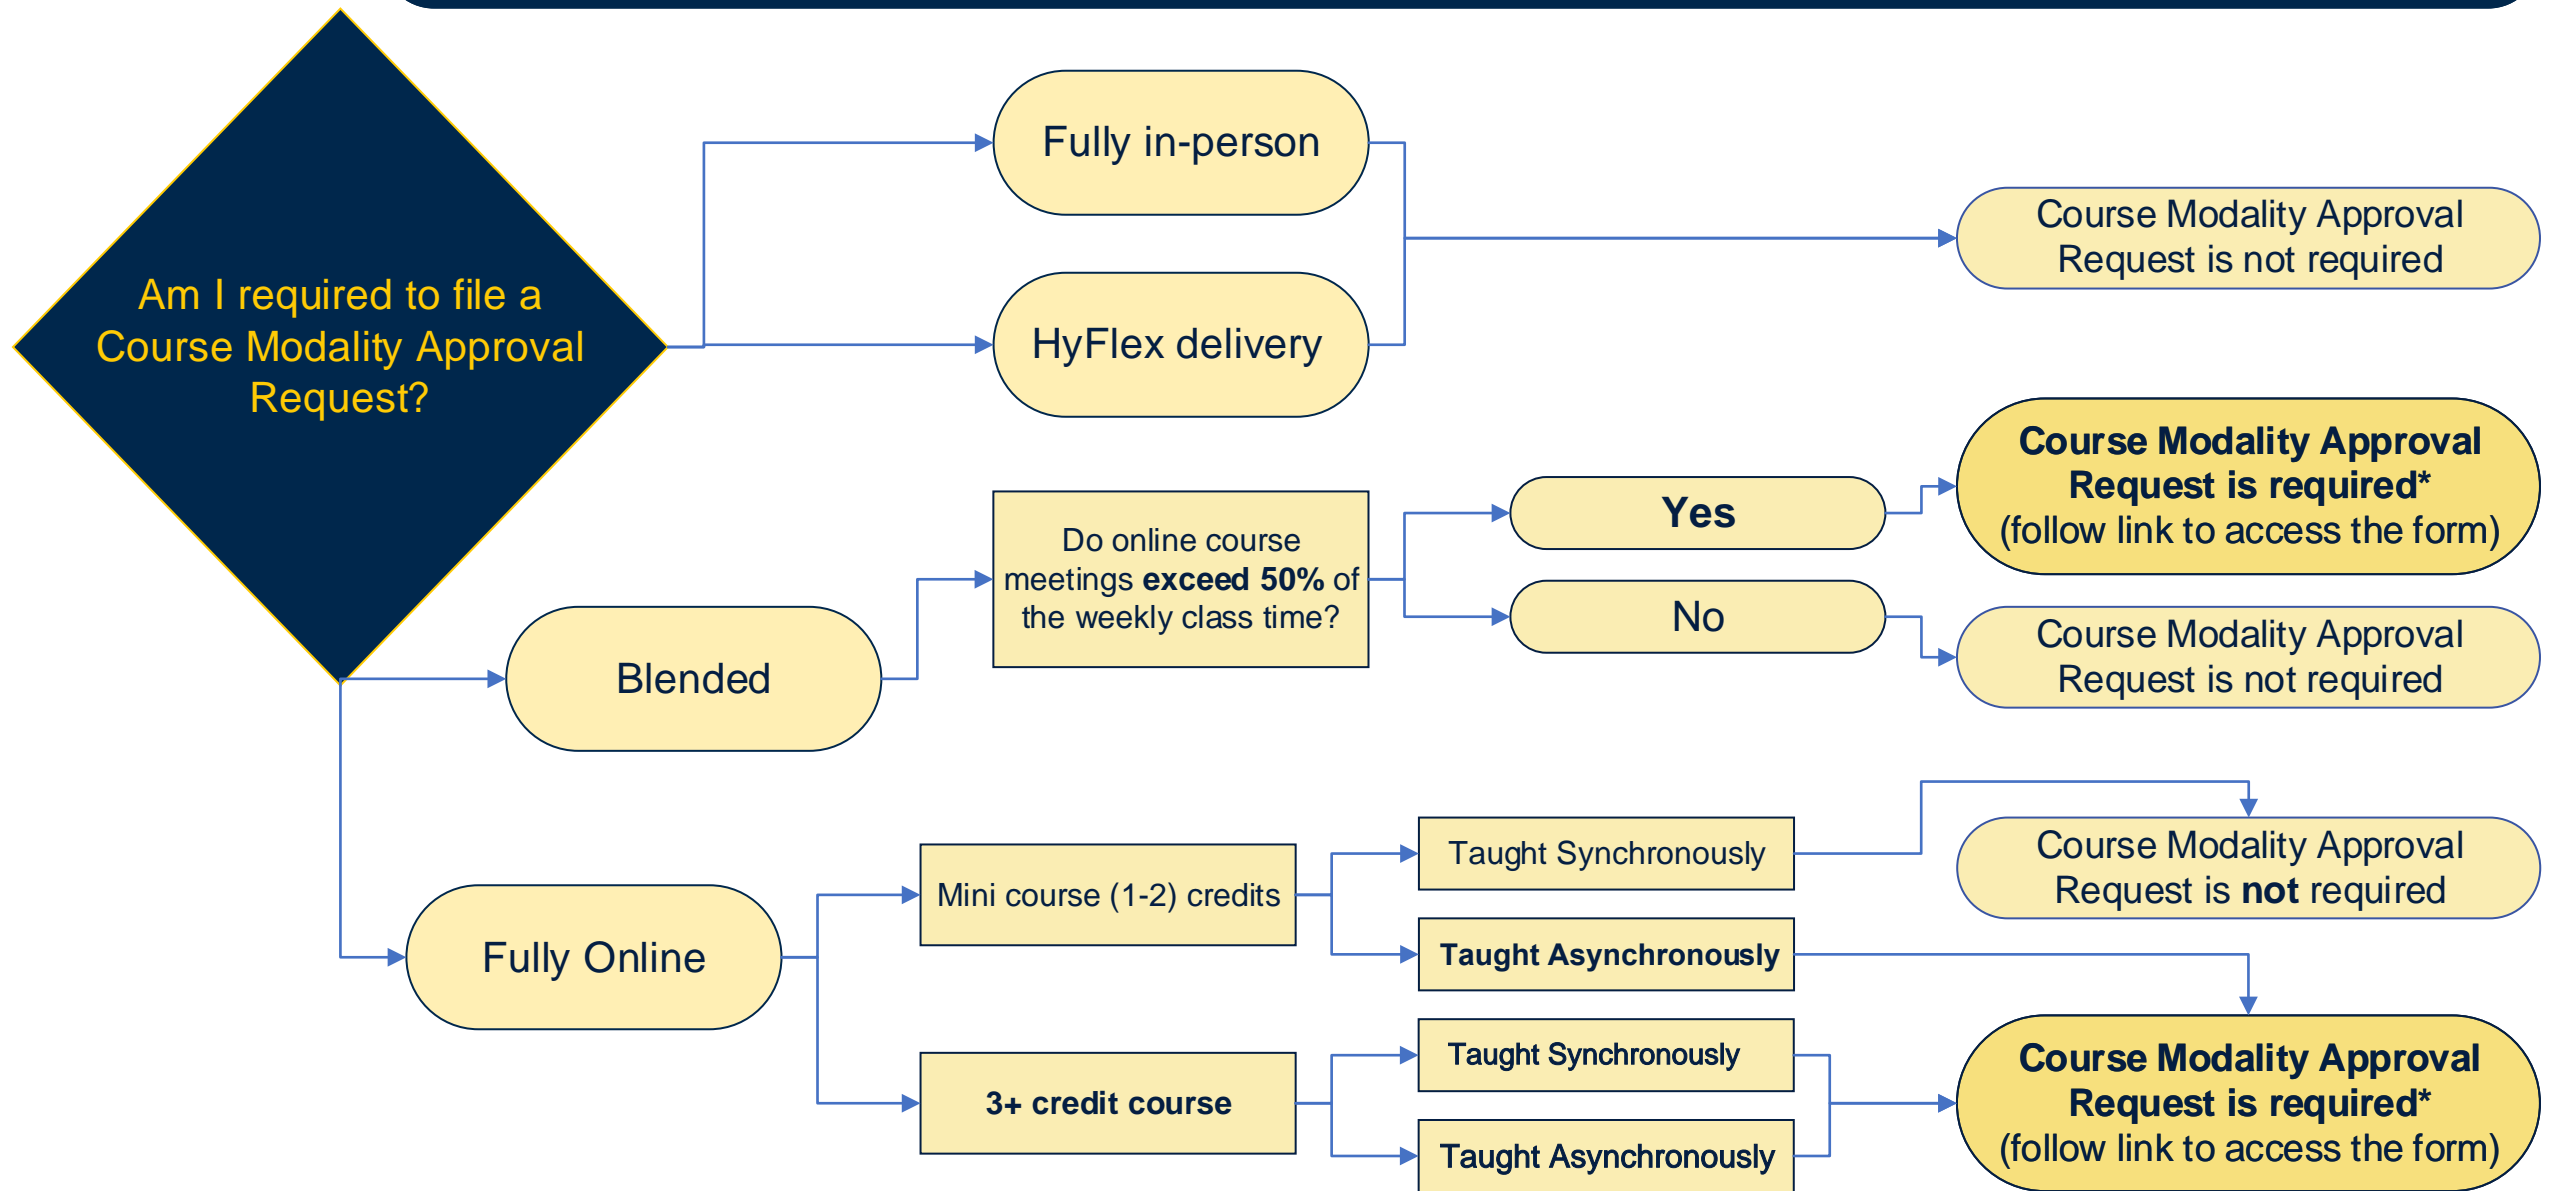 Am I required to file a
Course Modality Approval
Request?
Fully in-person
HyFlex delivery
Course Modality Approval
Request is not required
Blended
Do online course
meetings exceed 50% of
the weekly class time?
Yes
No
Course Modality Approval
Request is required*
(follow link to access the form)
Course Modality Approval
Request is not required
Fully Online
Mini course (1-2) credits
Taught Synchronously
Taught Asynchronously
Course Modality Approval
Request is not required
3+ credit course
Taught Synchronously
Taught Asynchronously
Course Modality Approval
Request is required*
(follow link to access the form)